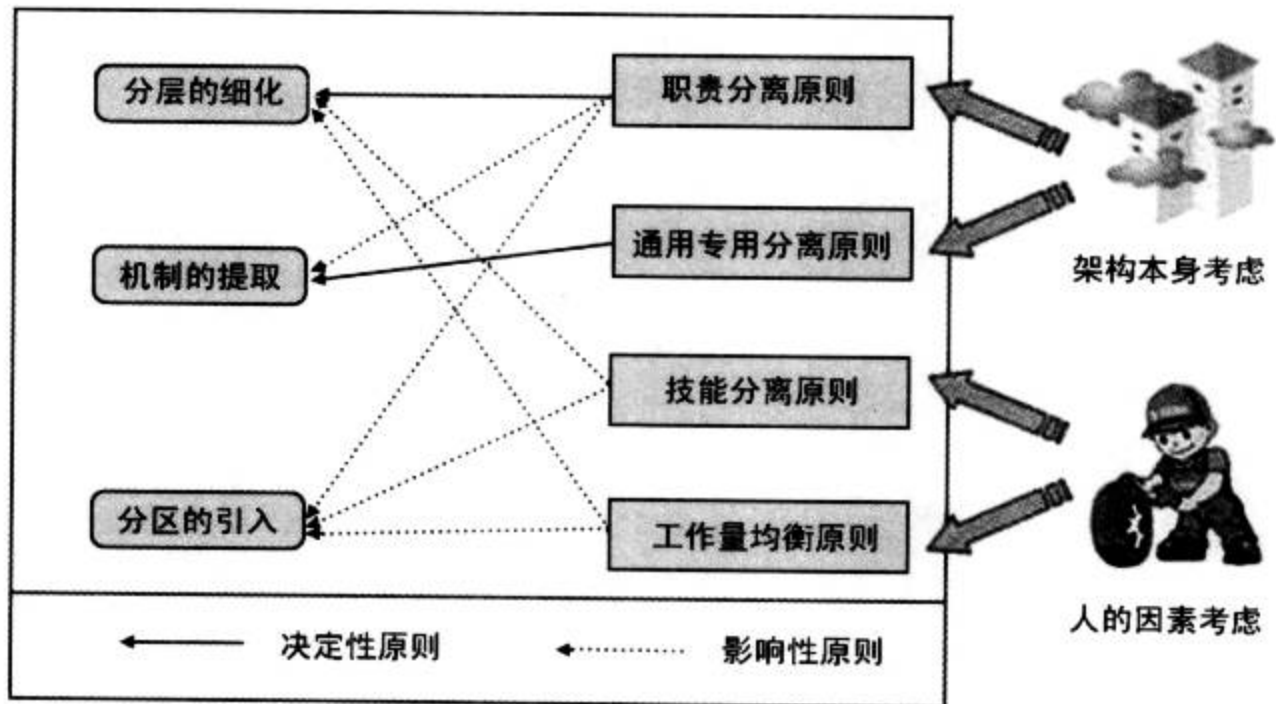 分层的细化
职责分离原则
机制的提取
通用专用分离原则
架构本身考虑
技能分离原则
分区的引入
工作量均衡原则
人的因素考虑
决定性原则
影响性原则